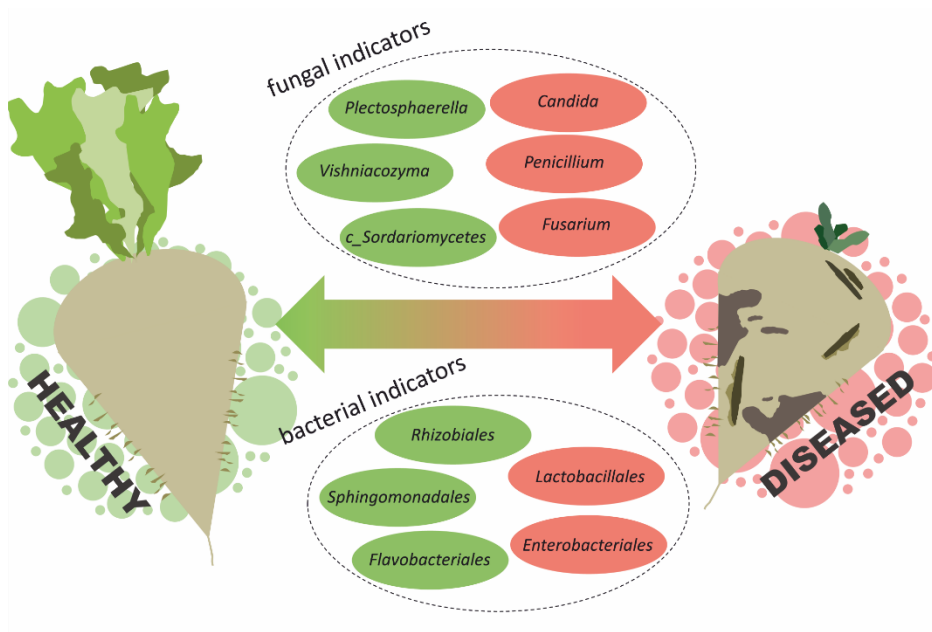 fungal indicators
Plectosphaerella
Candida
Vishniacozyma
Penicillium
c_Sordariomycetes
Fusarium
HEALTHY
DISEASED
bacterial indicators
Rhizobiales
Lactobacillales
Sphingomonadales
Enterobacteriales
Flavobacteriales